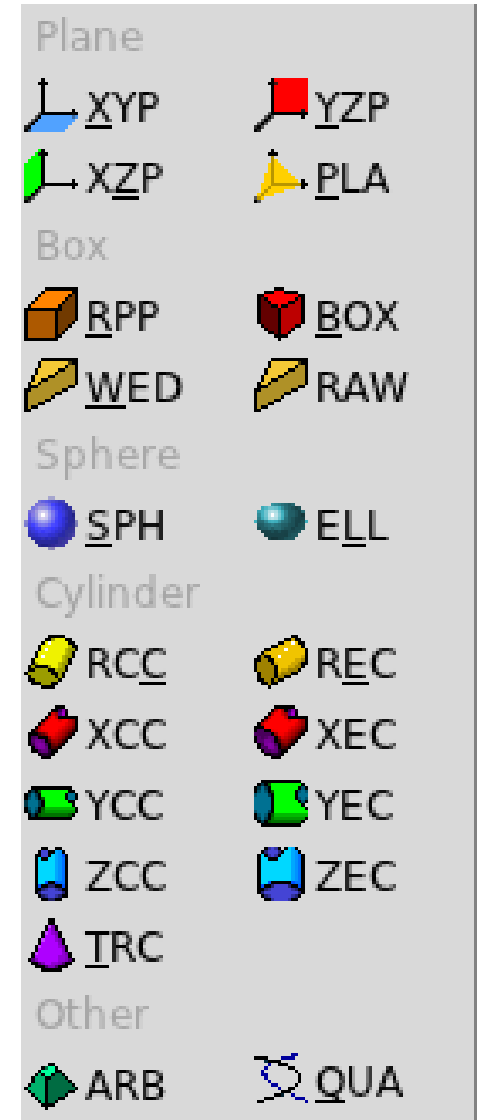 Plane
XYP YZP
XZP PLA
Box
RPP BOX
WED RAW
Sphere
SPH ELL
Cylinder
RCC REC
XCC XEC
YCC YEC
ZCC ZEC
TRC
Other
ARB QUA